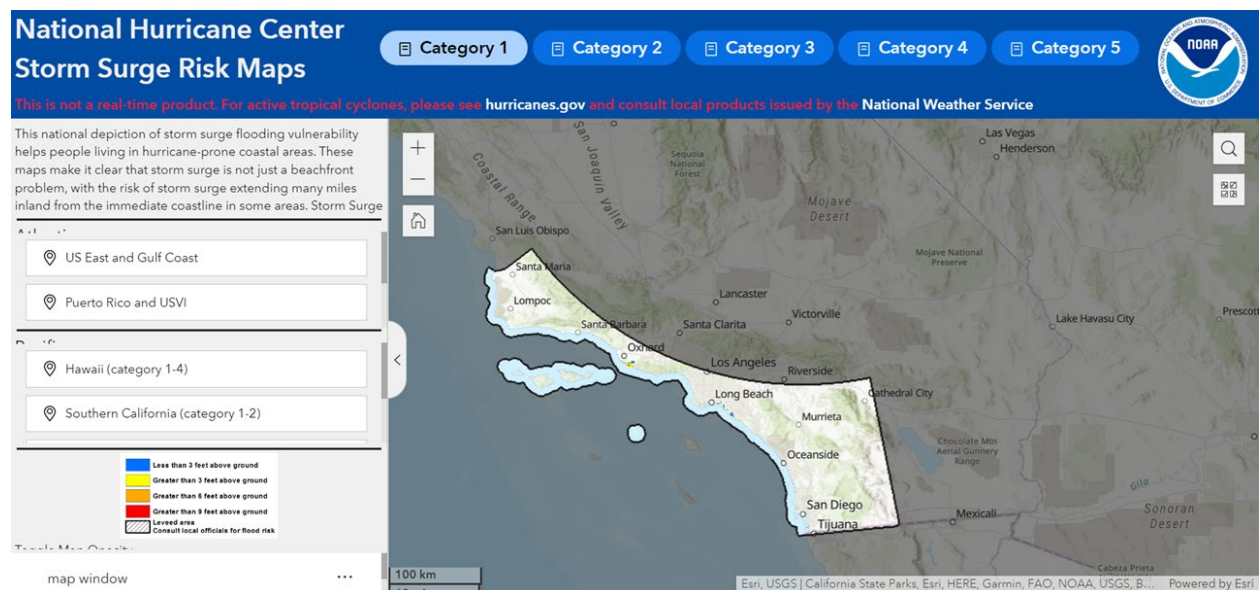 National Hurricane Center
Storm Surge Risk Maps
Category 1
Category 2
Category 3
Category 4
Category 5
NOAA
This is not a real-time product. For active tropical cyclones, please see hurricanes.gov and consult local products issued by the National Weather Service
This national depiction of storm surge flooding vulnerability
helps people living in hurricane-prone coastal areas. These
maps make it clear that storm surge is not just a beachfront
problem, with the risk of storm surge extending many miles
inland from the immediate coastline in some areas. Storm Surge
US East and Gulf Coast
Puerto Rico and USVI
Hawaii (category 1-4)
Southern California (category 1-2)
Less than 3 feet above ground
Greater than 3 feet above ground
Greater than 6 feet above ground
Greater than 9 feet above ground
Leveed area
Consult local officials for flood risk
map window
...
+
−
San Joaquin Valley
Coastal Range
Sequoia
National
Forest
Las Vegas
Henderson
Mojave
Desert
Mojave National
Preserve
San Luis Obispo
Santa Maria
Lompoc
Santa Barbara
Lancaster
Victorville
Santa Clarita
Lake Havasu City
Prescott
Oxnard
Los Angeles
Riverside
Long Beach
Cathedral City
Murrieta
Oceanside
Chocolate Mtn
Aerial Gunnery
Range
San Diego
Tijuana
Mexicali
Gila
Sonoran
Desert
Cabeza Prieta
100 km
Esri, USGS | California State Parks, Esri, HERE, Garmin, FAO, NOAA, USGS, B...
Powered by Esri